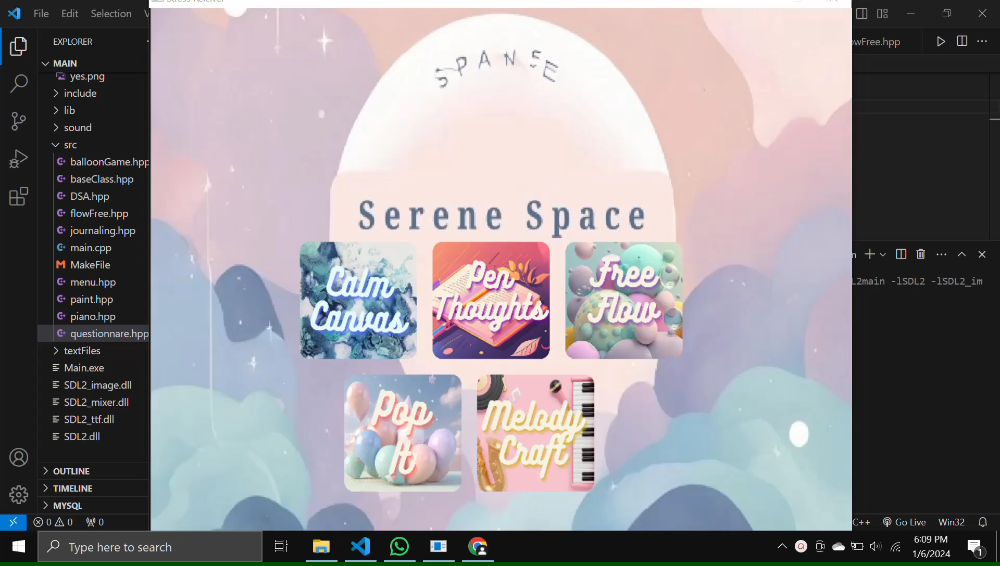 File Edit Selection V
Stress Reliever
EXPLORER
MAIN
yes.png
include
lib
sound
src
balloonGame.hpp
baseClass.hpp
DSA.hpp
flowFree.hpp
journaling.hpp
main.cpp
MakeFile
menu.hpp
paint.hpp
piano.hpp
questionnare.hpp
textFiles
Main.exe
SDL2_image.dll
SDL2_mixer.dll
SDL2_ttf.dll
SDL2.dll
OUTLINE
TIMELINE
MYSQL
0 0 0
SPANSE
Serene Space
Calm
Canvas
Pen
Thoughts
Free
Flow
Pop
It
Melody
Craft
owFree.hpp
n
L2main -lSDL2 -lSDL2_im
C++ Go Live Win32
Type here to search
6:09 PM
1/6/2024
1